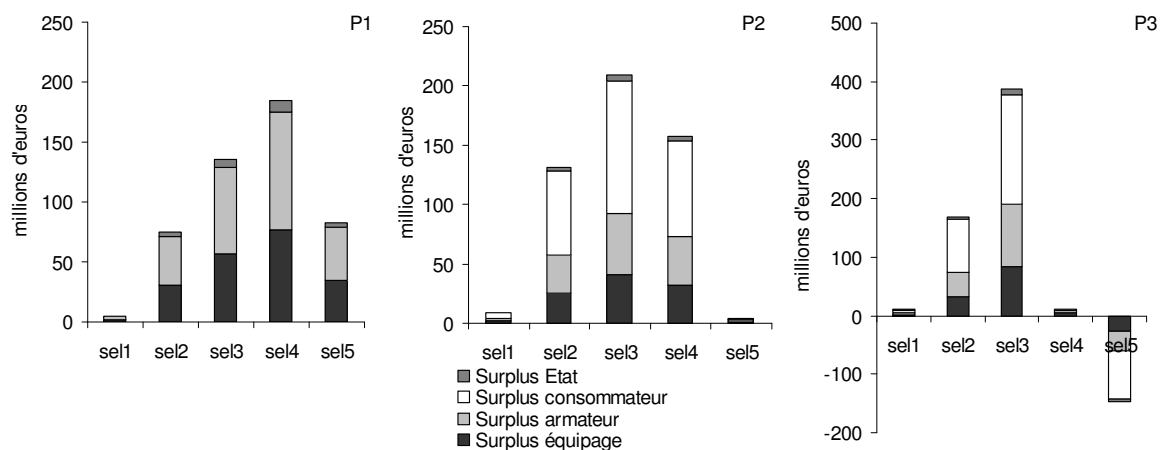 P1
millions d'euros
250
200
150
100
50
0
sel1 sel2 sel3 sel4 sel5
P2
millions d'euros
250
200
150
100
50
0
sel1 sel2 sel3 sel4 sel5
Surplus Etat
Surplus consommateur
Surplus armateur
Surplus équipage
P3
millions d'euros
500
400
300
200
100
0
-100
-200
sel1 sel2 sel3 sel4 sel5